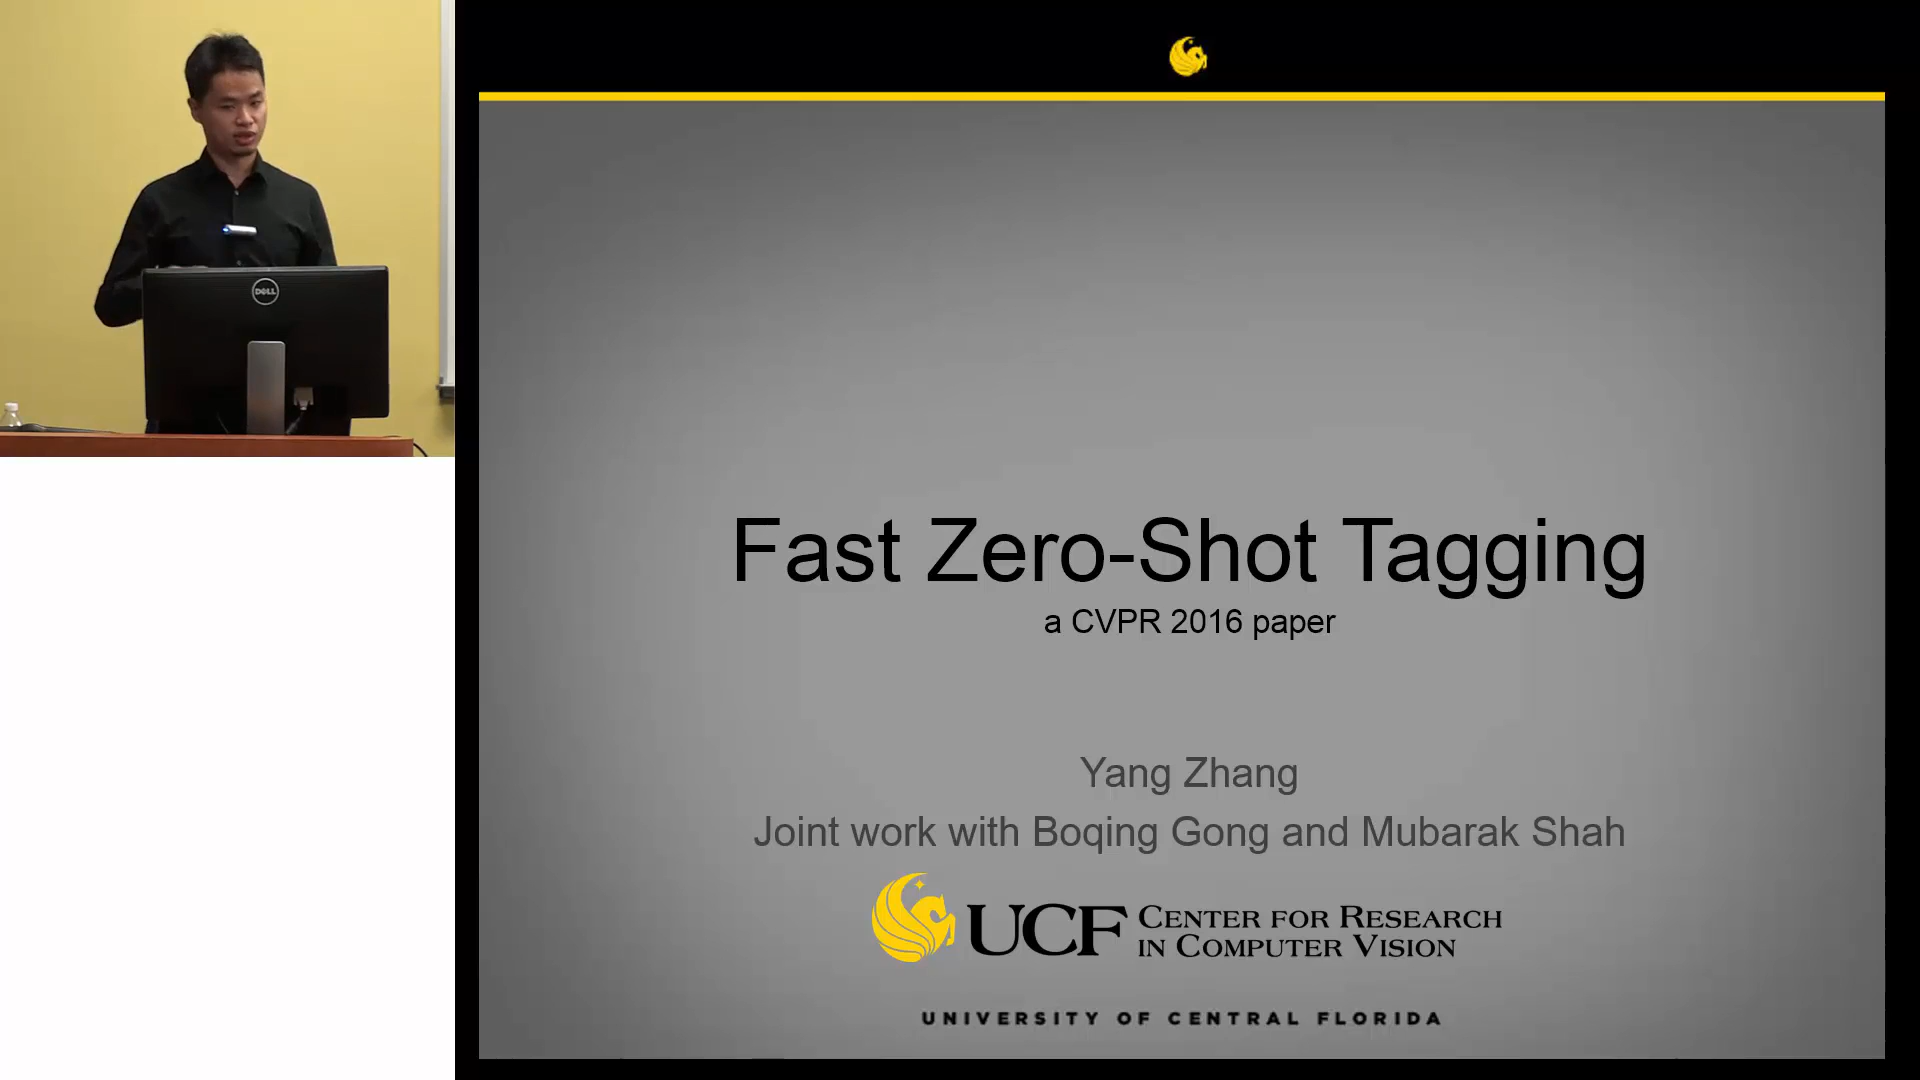 DELL
Fast Zero-Shot Tagging
a CVPR 2016 paper
Yang Zhang
Joint work with Boqing Gong and Mubarak Shah
UCF CENTER FOR RESEARCH
IN COMPUTER VISION
UNIVERSITY OF CENTRAL FLORIDA